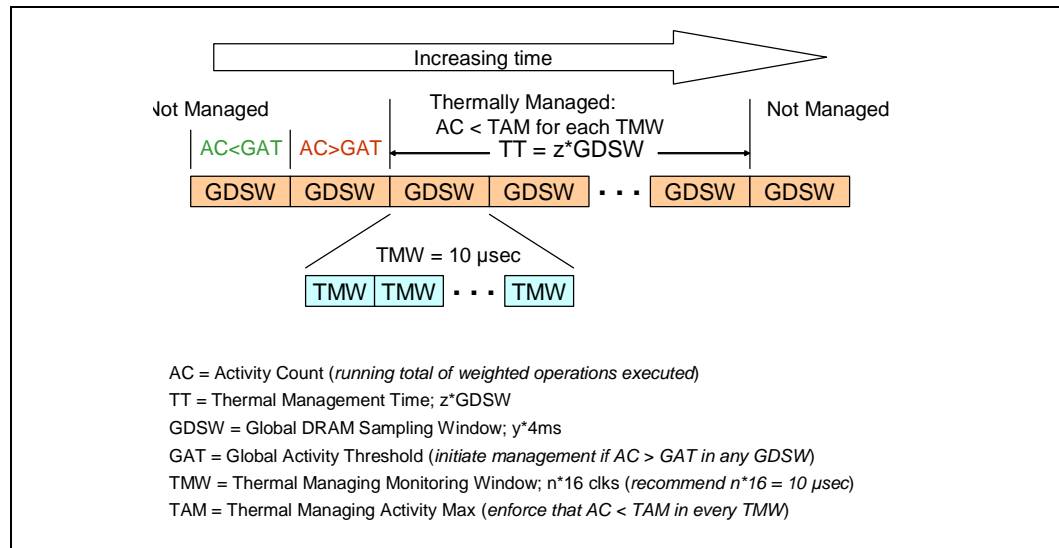 Increasing time
Not Managed
Thermally Managed:
AC < TAM for each TMW
Not Managed
AC<GAT
AC>GAT
TT = z*GDSW
GDSW
GDSW
GDSW
GDSW
· · ·
GDSW
GDSW
TMW = 10 µsec
TMW
TMW
· · ·
TMW
AC = Activity Count (running total of weighted operations executed)
TT = Thermal Management Time; z*GDSW
GDSW = Global DRAM Sampling Window; y*4ms
GAT = Global Activity Threshold (initiate management if AC > GAT in any GDSW)
TMW = Thermal Managing Monitoring Window; n*16 clks (recommend n*16 = 10 µsec)
TAM = Thermal Managing Activity Max (enforce that AC < TAM in every TMW)